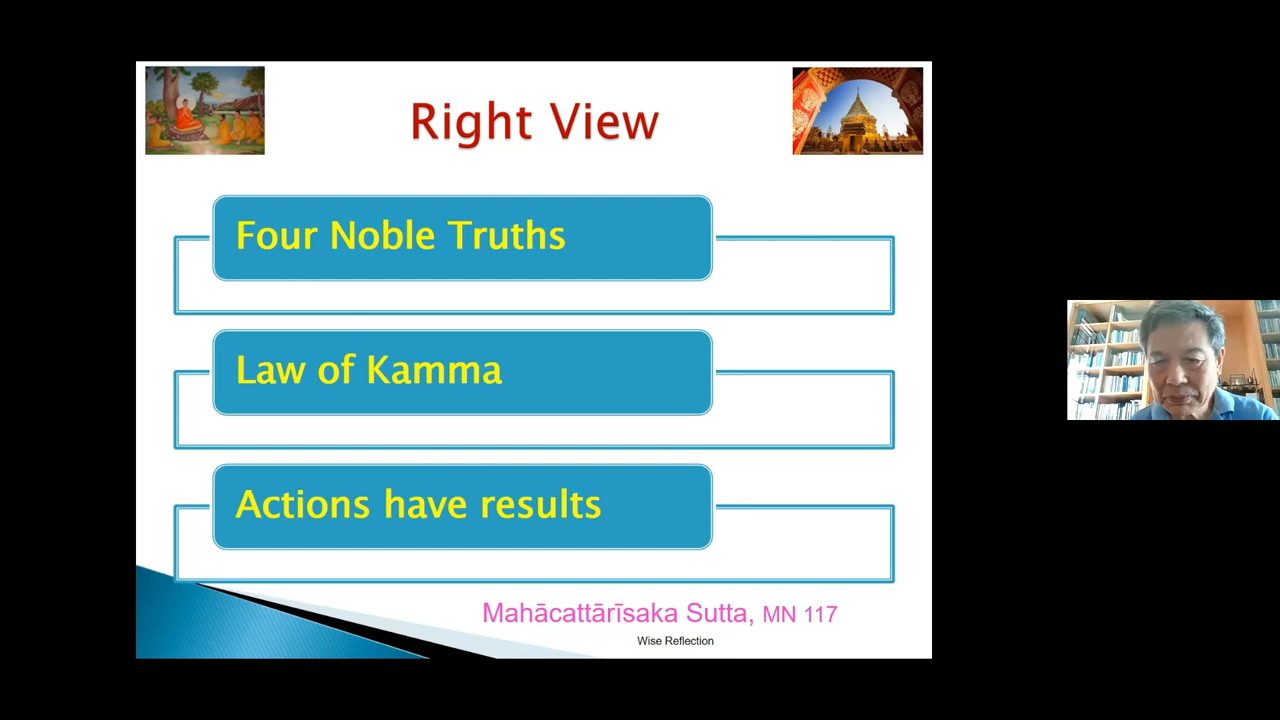 Right View
Four Noble Truths
Law of Kamma
Actions have results
Mahācattārīsaka Sutta, MN 117
Wise Reflection